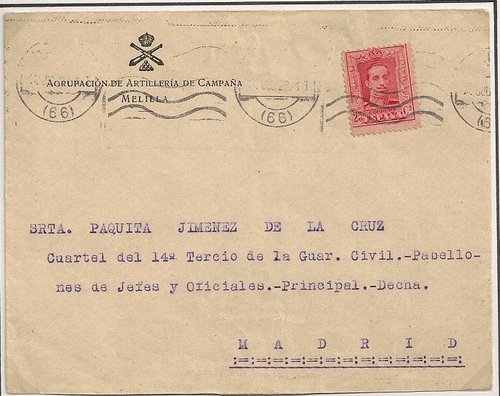 AGRUPACIÓN DE ARTILLERÍA DE CAMPAÑA
MELILLA
(66)
(66)
ESPAÑA
SRTA. PAQUITA JIMENEZ DE LA CRUZ
Cuartel del 14º Tercio de la Guar. Civil.-Pabello-
nes de Jefes y Oficiales.-Principal.-Decha.
M A D R I D